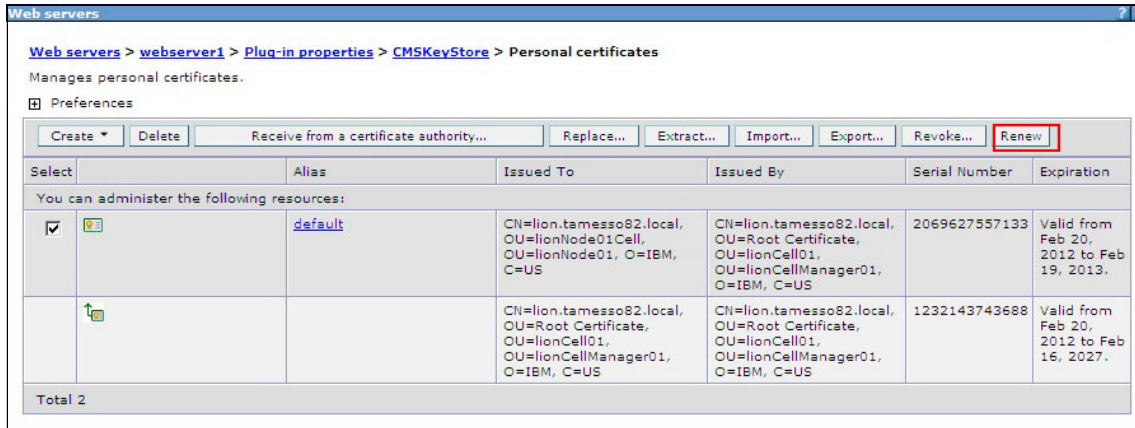 Web servers ?
Web servers > webserver1 > Plug-in properties > CMSKeyStore > Personal certificates
Manages personal certificates.
Preferences
Create Delete Receive from a certificate authority... Replace... Extract... Import... Export... Revoke... Renew
Select Alias Issued To Issued By Serial Number Expiration
You can administer the following resources:
default
CN=lion.tamesso82.local,
OU=lionNode01Cell,
OU=lionNode01, O=IBM,
C=US
CN=lion.tamesso82.local,
OU=Root Certificate,
OU=lionCell01,
OU=lionCellManager01,
O=IBM, C=US
2069627557133
Valid from
Feb 20,
2012 to Feb
19, 2013.
CN=lion.tamesso82.local,
OU=Root Certificate,
OU=lionCell01,
OU=lionCellManager01,
O=IBM, C=US
CN=lion.tamesso82.local,
OU=Root Certificate,
OU=lionCell01,
OU=lionCellManager01,
O=IBM, C=US
1232143743688
Valid from
Feb 20,
2012 to Feb
16, 2027.
Total 2